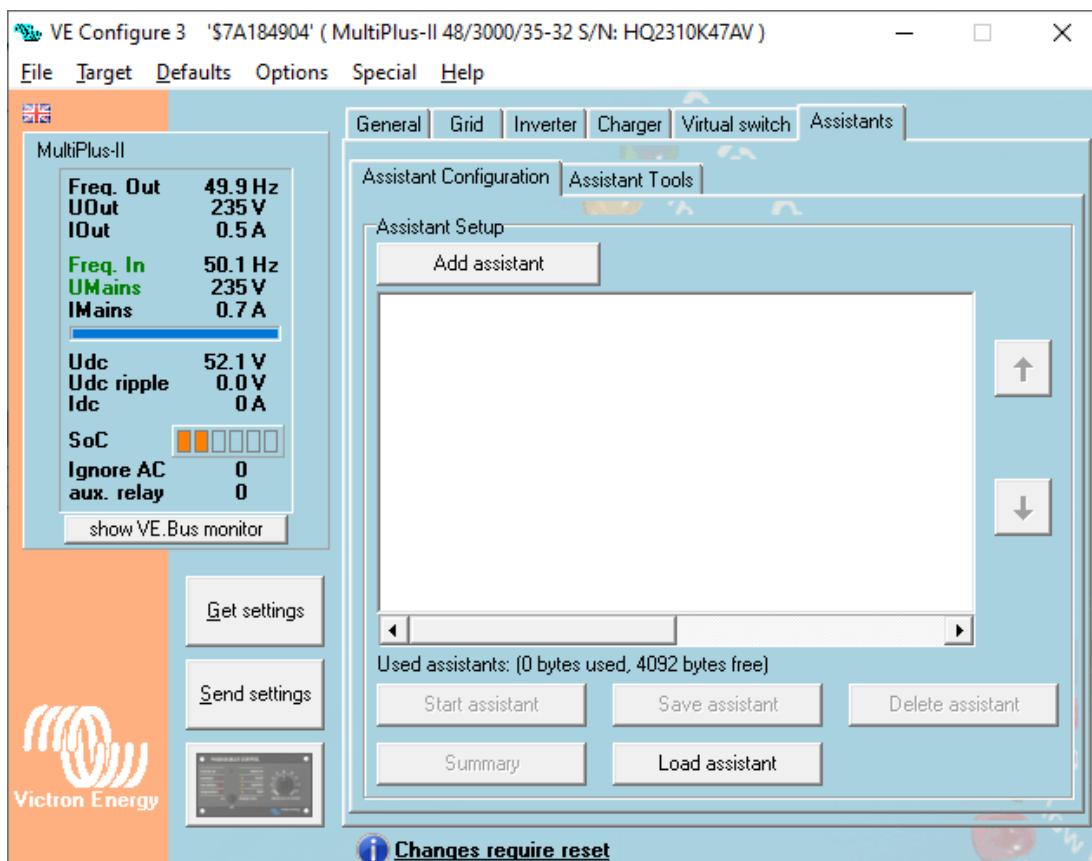 VE Configure 3 '$7A184904' ( MultiPlus-II 48/3000/35-32 S/N: HQ2310K47AV )
File Target Defaults Options Special Help
MultiPlus-II
Freq. Out 49.9 Hz
UOut 235 V
IOut 0.5 A
Freq. In 50.1 Hz
UMains 235 V
IMains 0.7 A
Udc 52.1 V
Udc ripple 0.0 V
Idc 0 A
SoC
Ignore AC 0
aux. relay 0
show VE.Bus monitor
Get settings
Send settings
Victron Energy
General Grid Inverter Charger Virtual switch Assistants
Assistant Configuration Assistant Tools
Assistant Setup
Add assistant
Used assistants: (0 bytes used, 4092 bytes free)
Start assistant Save assistant Delete assistant
Summary Load assistant
Changes require reset